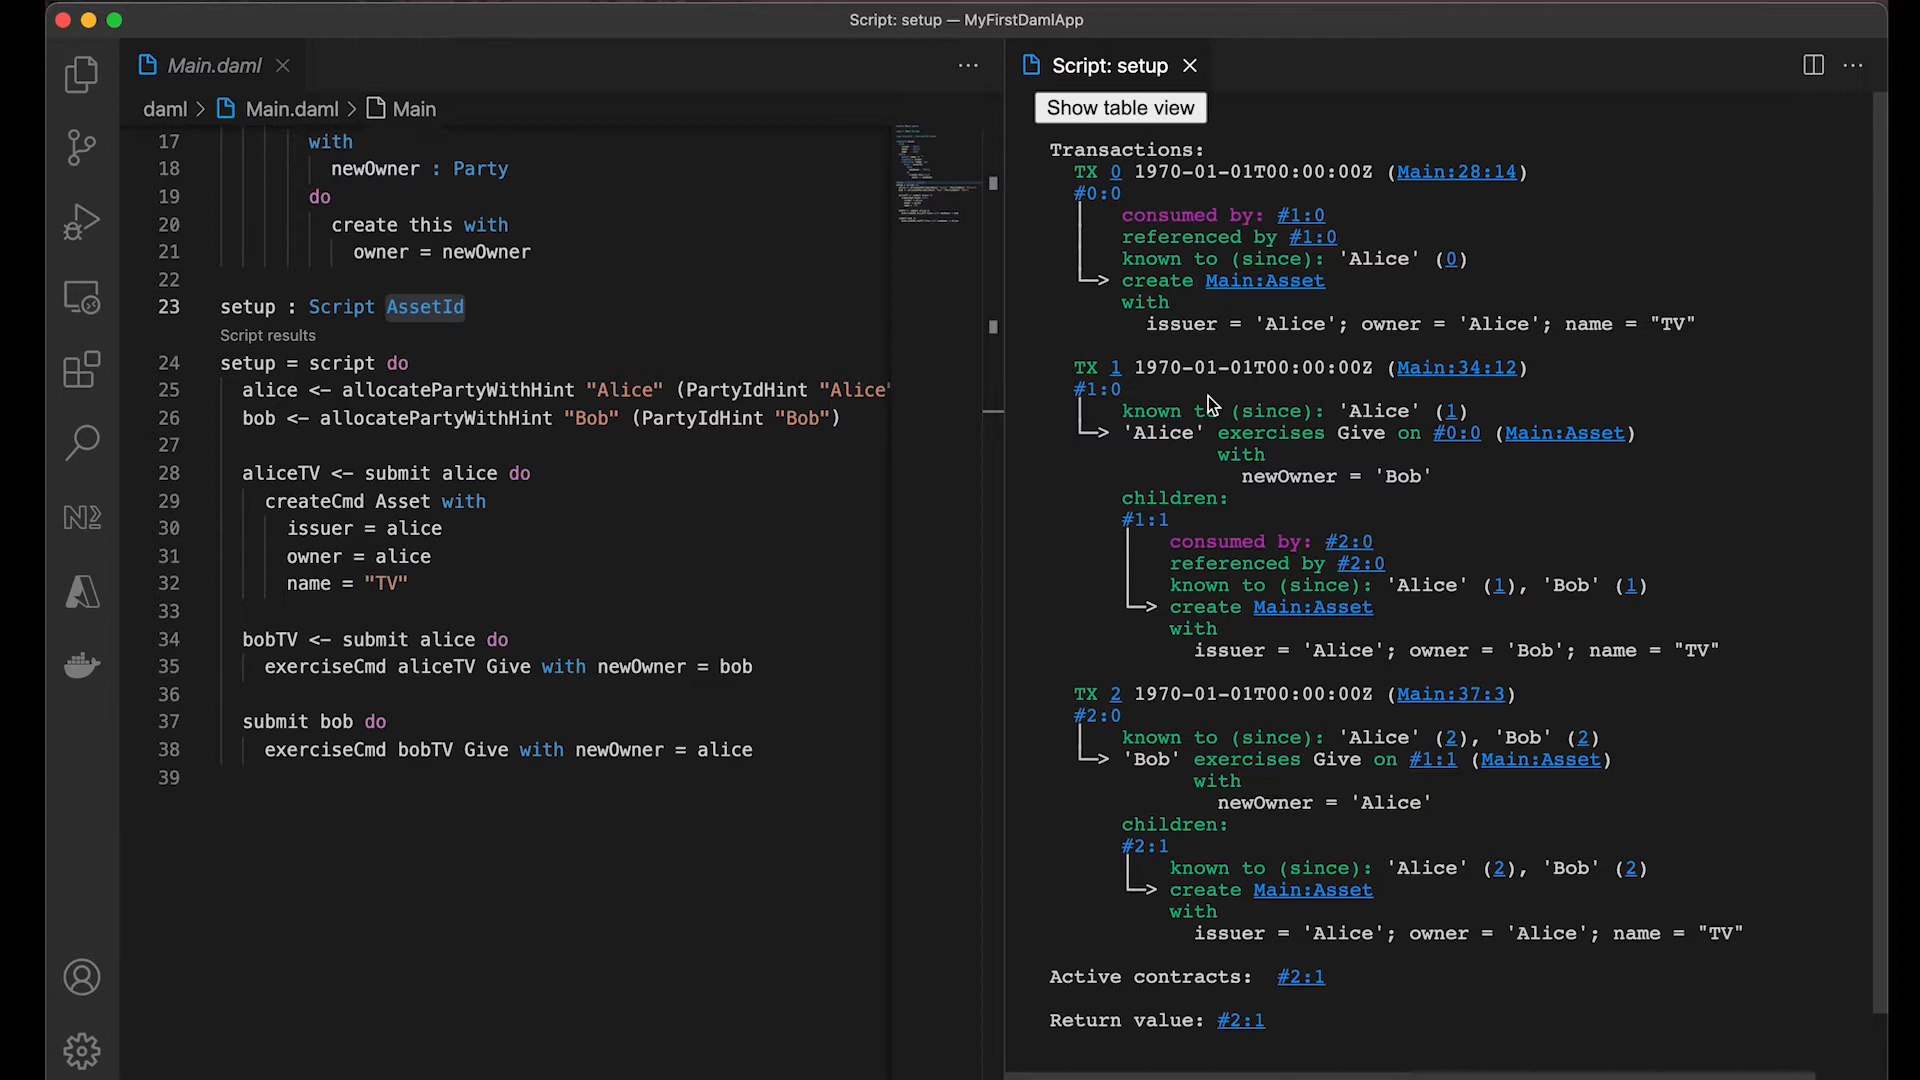 Script: setup — MyFirstDamlApp
Main.daml
daml > Main.daml > Main
17 with
18 newOwner : Party
19 do
20 create this with
21 owner = newOwner
22
23 setup : Script AssetId
Script results
24 setup = script do
25 alice <- allocatePartyWithHint "Alice" (PartyIdHint "Alice"
26 bob <- allocatePartyWithHint "Bob" (PartyIdHint "Bob")
27
28 aliceTV <- submit alice do
29 createCmd Asset with
30 issuer = alice
31 owner = alice
32 name = "TV"
33
34 bobTV <- submit alice do
35 exerciseCmd aliceTV Give with newOwner = bob
36
37 submit bob do
38 exerciseCmd bobTV Give with newOwner = alice
39
Script: setup
Show table view
Transactions:
TX 0 1970-01-01T00:00:00Z (Main:28:14)
#0:0
consumed by: #1:0
referenced by #1:0
known to (since): 'Alice' (0)
create Main:Asset
with
issuer = 'Alice'; owner = 'Alice'; name = "TV"
TX 1 1970-01-01T00:00:00Z (Main:34:12)
#1:0
known to (since): 'Alice' (1)
'Alice' exercises Give on #0:0 (Main:Asset)
with
newOwner = 'Bob'
children:
#1:1
consumed by: #2:0
referenced by #2:0
known to (since): 'Alice' (1), 'Bob' (1)
create Main:Asset
with
issuer = 'Alice'; owner = 'Bob'; name = "TV"
TX 2 1970-01-01T00:00:00Z (Main:37:3)
#2:0
known to (since): 'Alice' (2), 'Bob' (2)
'Bob' exercises Give on #1:1 (Main:Asset)
with
newOwner = 'Alice'
children:
#2:1
known to (since): 'Alice' (2), 'Bob' (2)
create Main:Asset
with
issuer = 'Alice'; owner = 'Alice'; name = "TV"
Active contracts: #2:1
Return value: #2:1